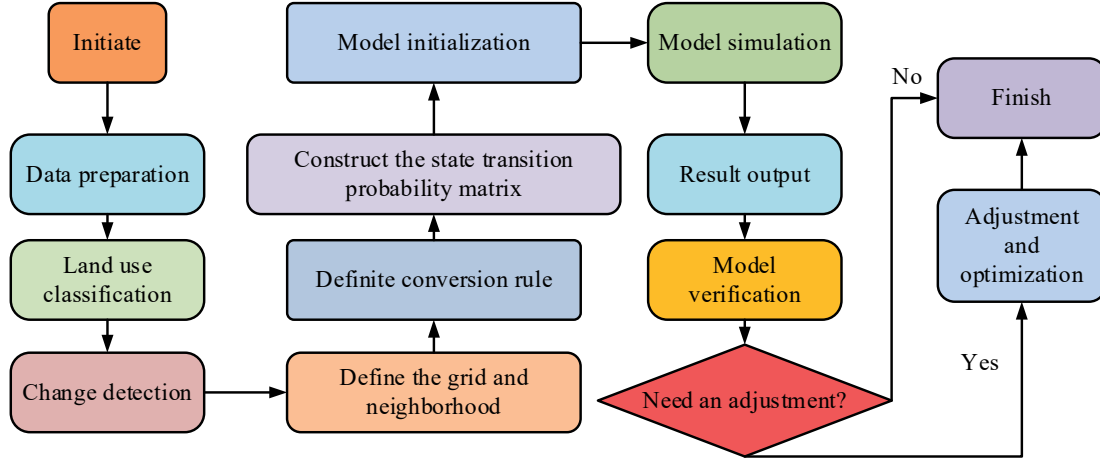 Initiate
Data preparation
Land use
classification
Change detection
Define the grid and
neighborhood
Definite conversion rule
Construct the state transition
probability matrix
Model initialization
Model simulation
Result output
Model
verification
Need an adjustment?
No
Yes
Adjustment
and
optimization
Finish